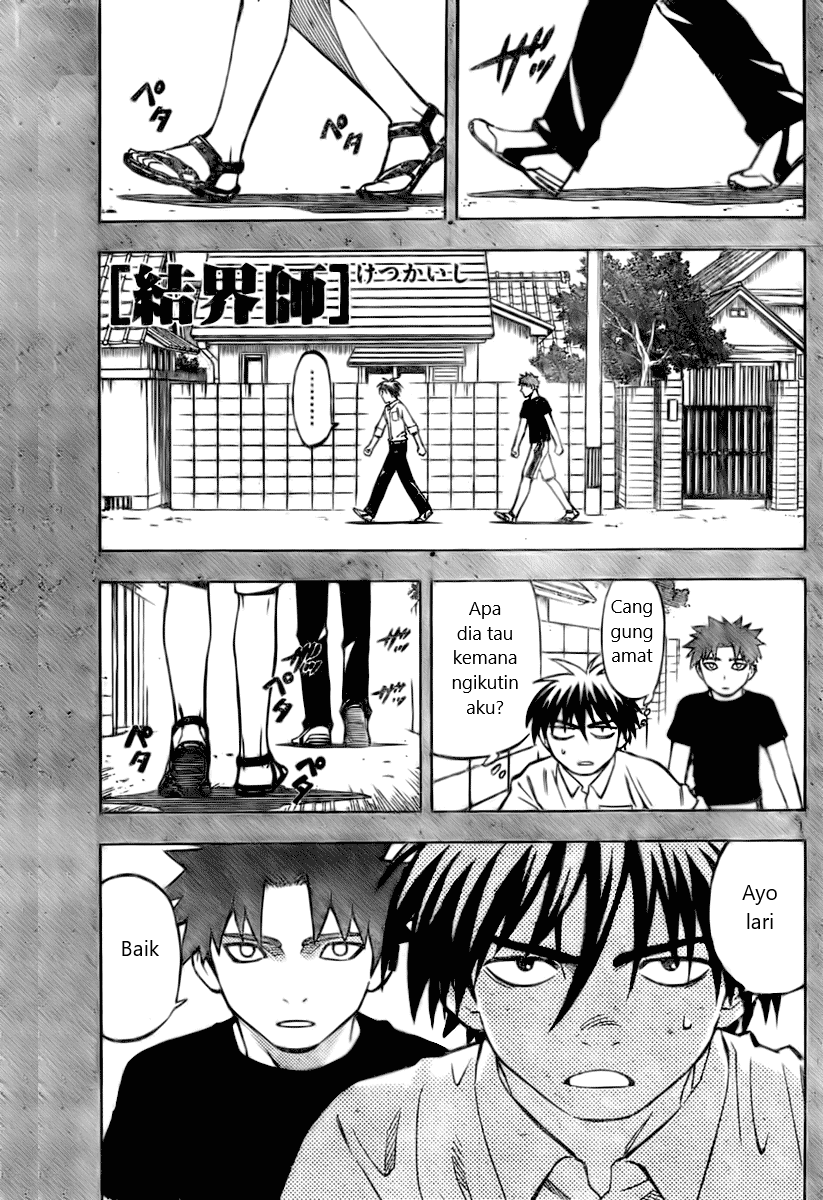 ザッ
ペタ
ペタ
[結界師]
けっかいし
………
Cang
gung
amat
Apa
dia tau
kemana
ngikutin
aku?
ザッ
ザッ
ザッ
ペタ
ペタ
ペタ
Ayo
lari
Baik